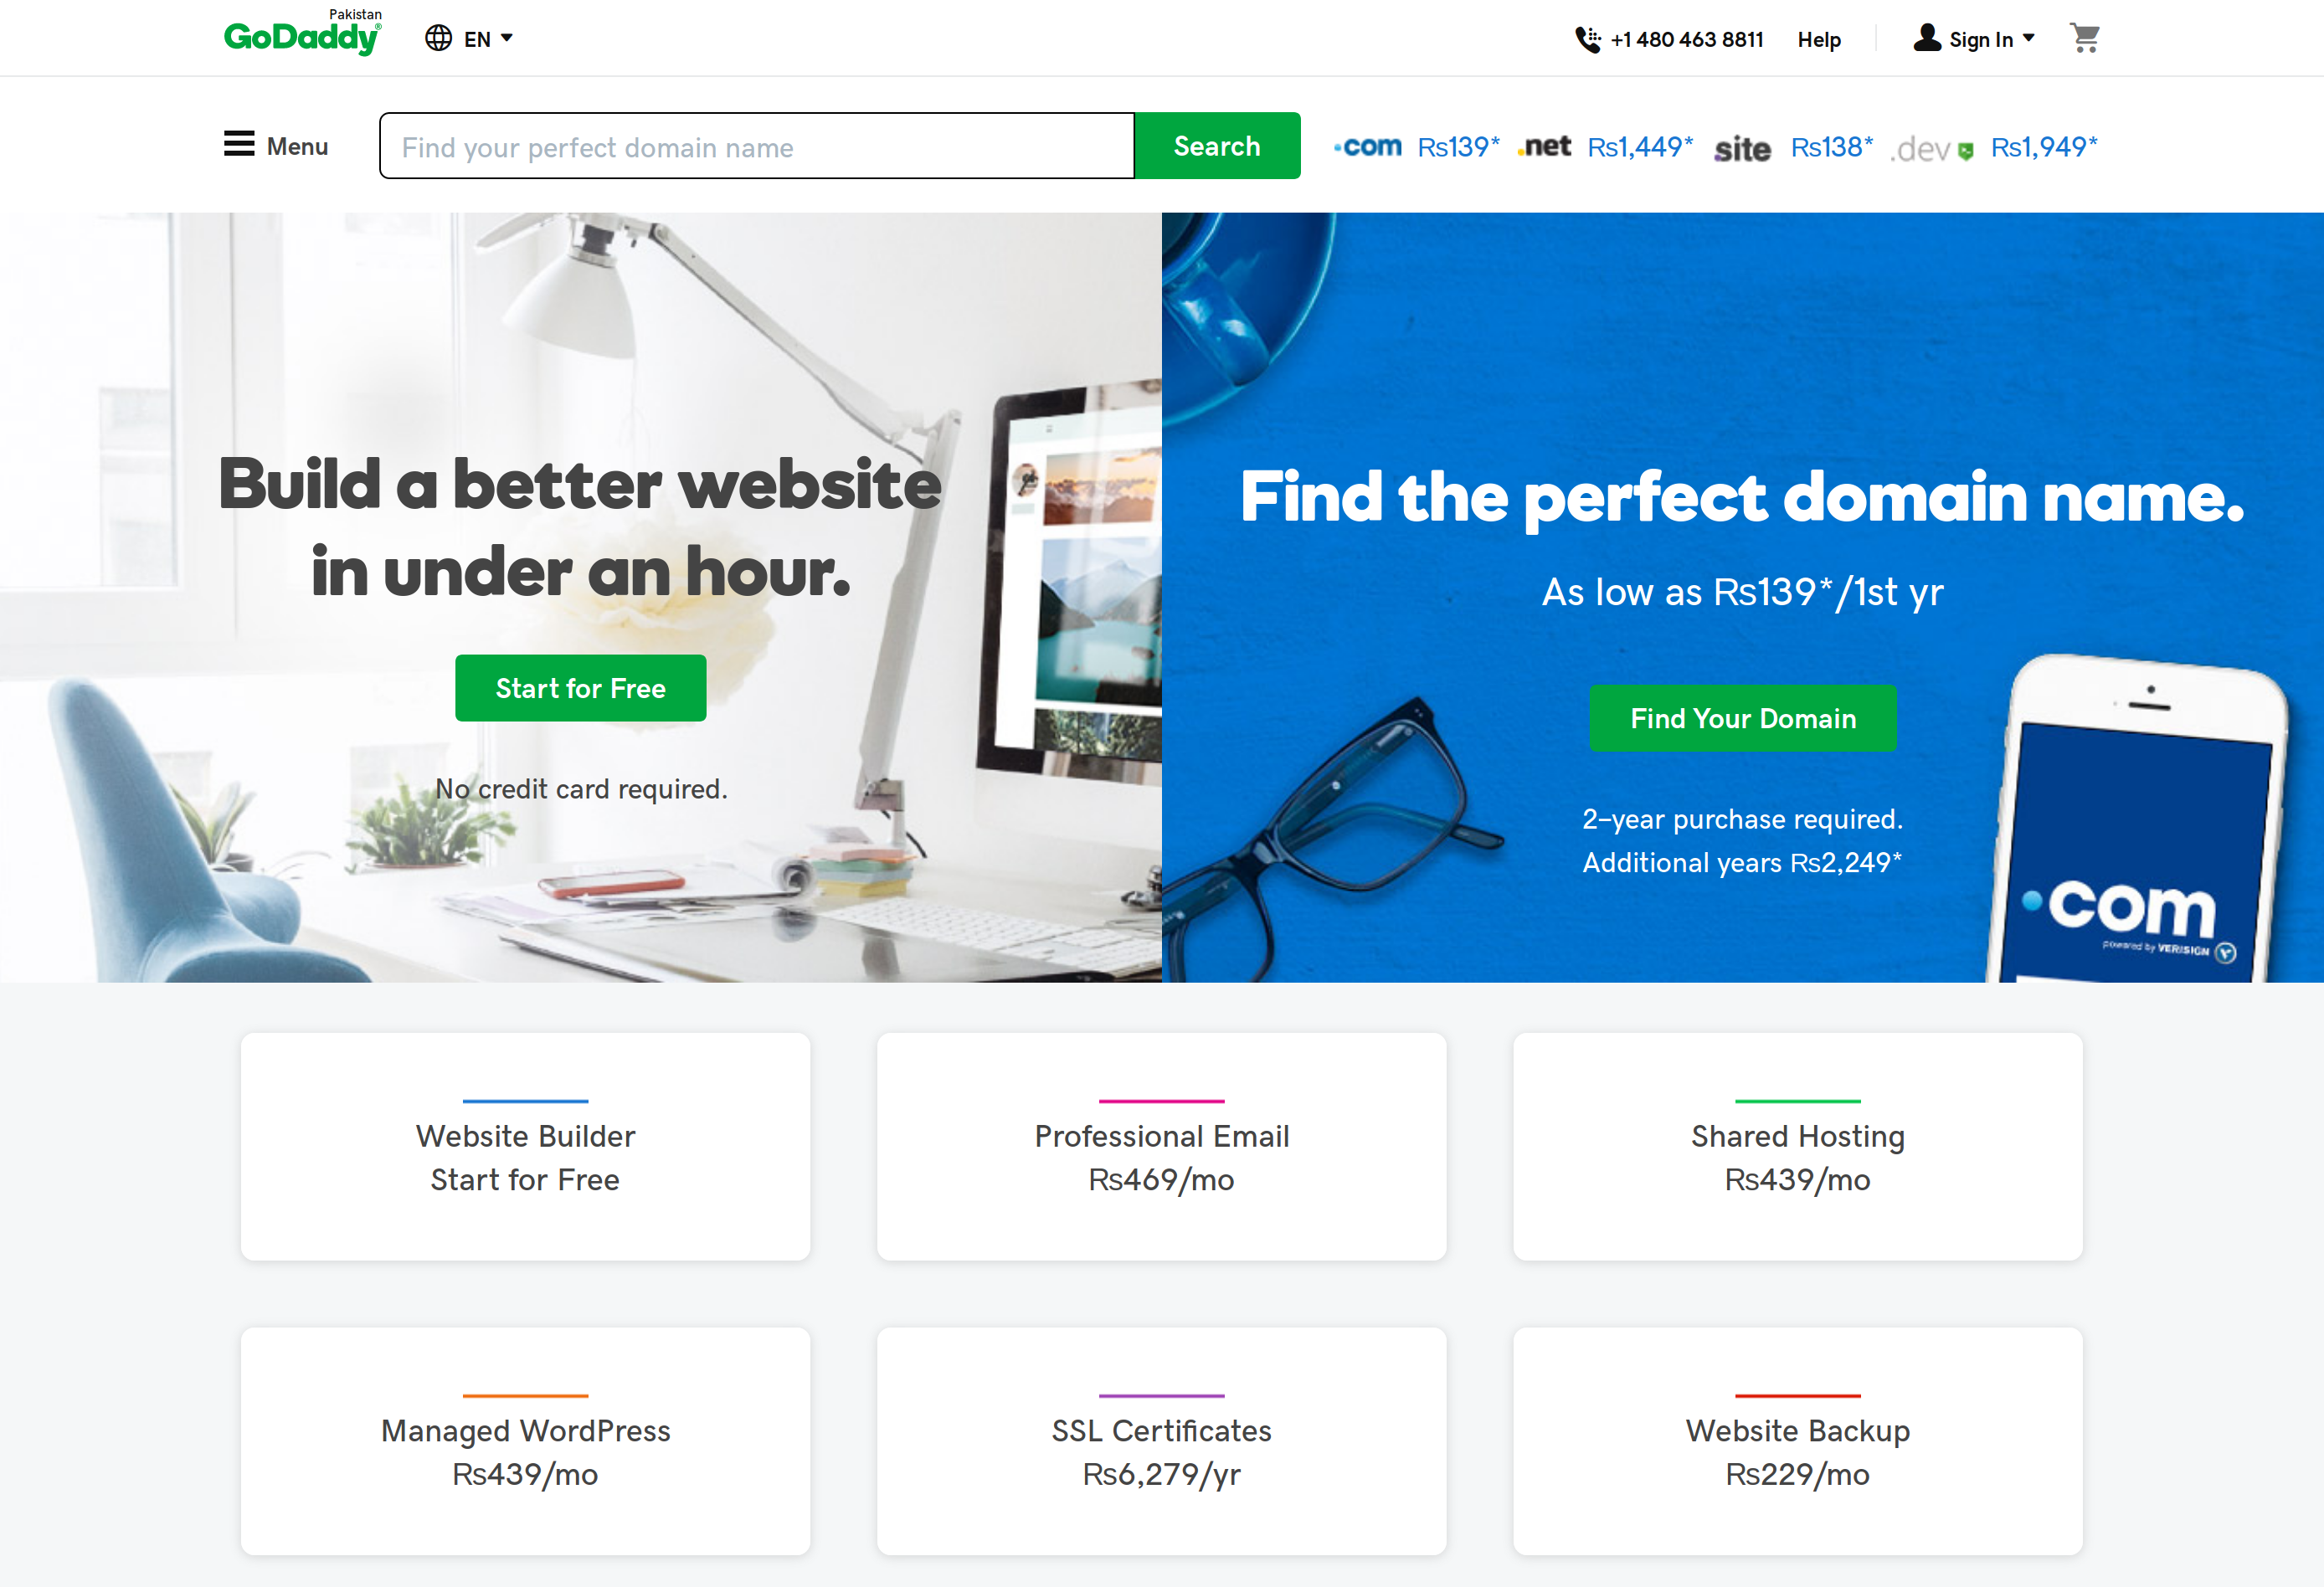 Pakistan
GoDaddy®
EN
+1 480 463 8811
Help
Sign In
Menu
Find your perfect domain name
Search
.com ₨139*
.net ₨1,449*
site ₨138*
.dev ₨1,949*
Build a better website
in under an hour.
Start for Free
No credit card required.
Find the perfect domain name.
As low as ₨139*/1st yr
Find Your Domain
2-year purchase required.
Additional years ₨2,249*
.com
powered by VERISIGN
Website Builder
Start for Free
Professional Email
₨469/mo
Shared Hosting
₨439/mo
Managed WordPress
₨439/mo
SSL Certificates
₨6,279/yr
Website Backup
₨229/mo